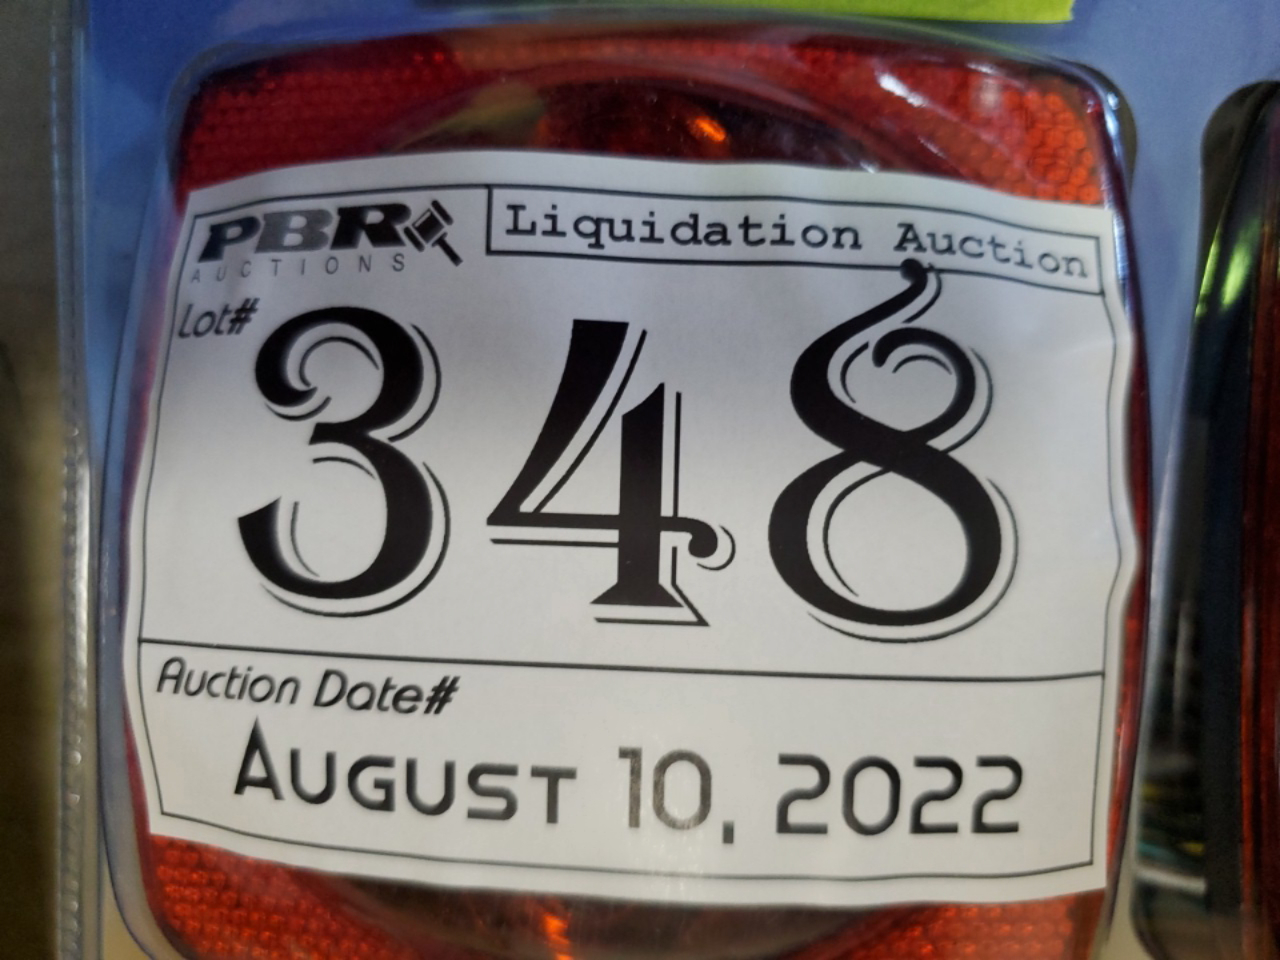 PBR
AUCTIONS
Liquidation Auction
Lot#
348
Auction Date#
AUGUST 10, 2022